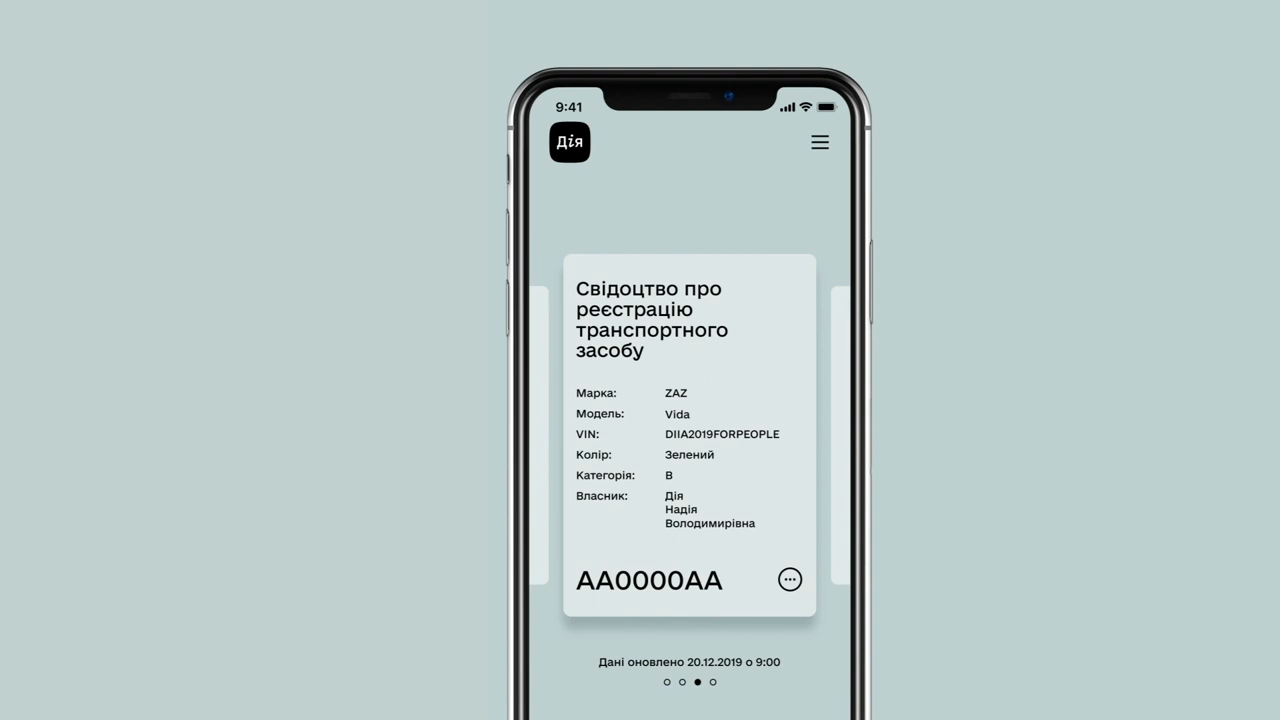 9:41
Дія
Свідоцтво про
реєстрацію
транспортного
засобу
Марка: ZAZ
Модель: Vida
VIN: DIIA2019FORPEOPLE
Колір: Зелений
Категорія: B
Власник: Дія
Надія
Володимирівна
AA0000AA
Дані оновлено 20.12.2019 о 9:00